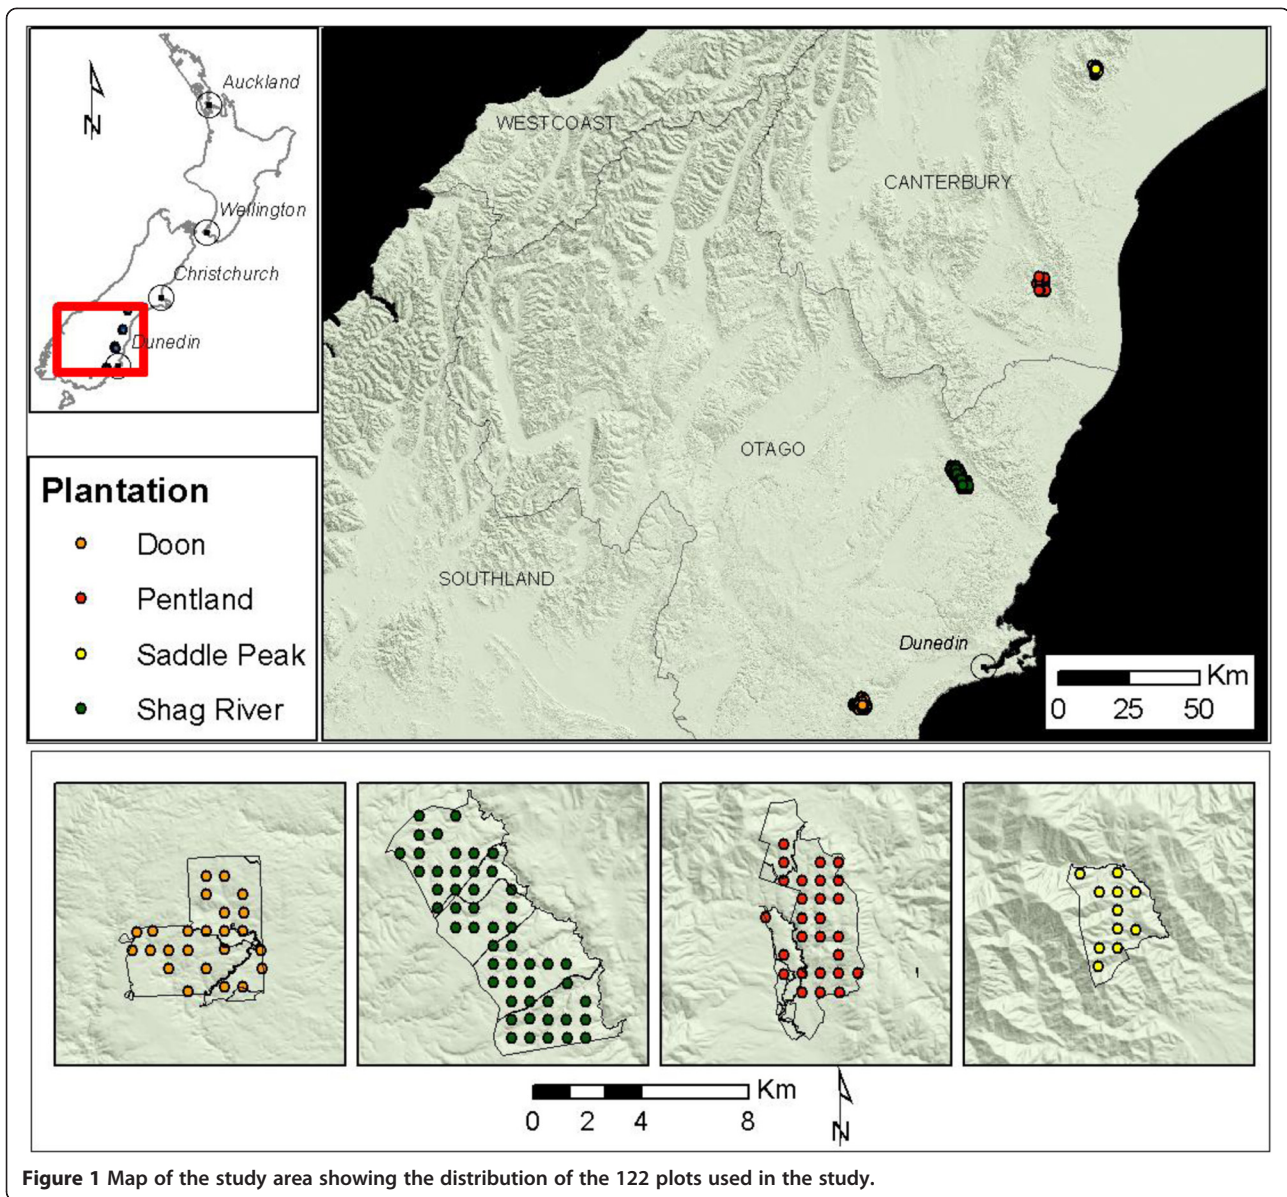 Auckland
N
Wellington
Christchurch
Dunedin
WESTCOAST
CANTERBURY
OTAGO
SOUTHLAND
Dunedin
Km
0 25 50
Plantation
Doon
Pentland
Saddle Peak
Shag River
Km
0 2 4 8
N
Figure 1 Map of the study area showing the distribution of the 122 plots used in the study.